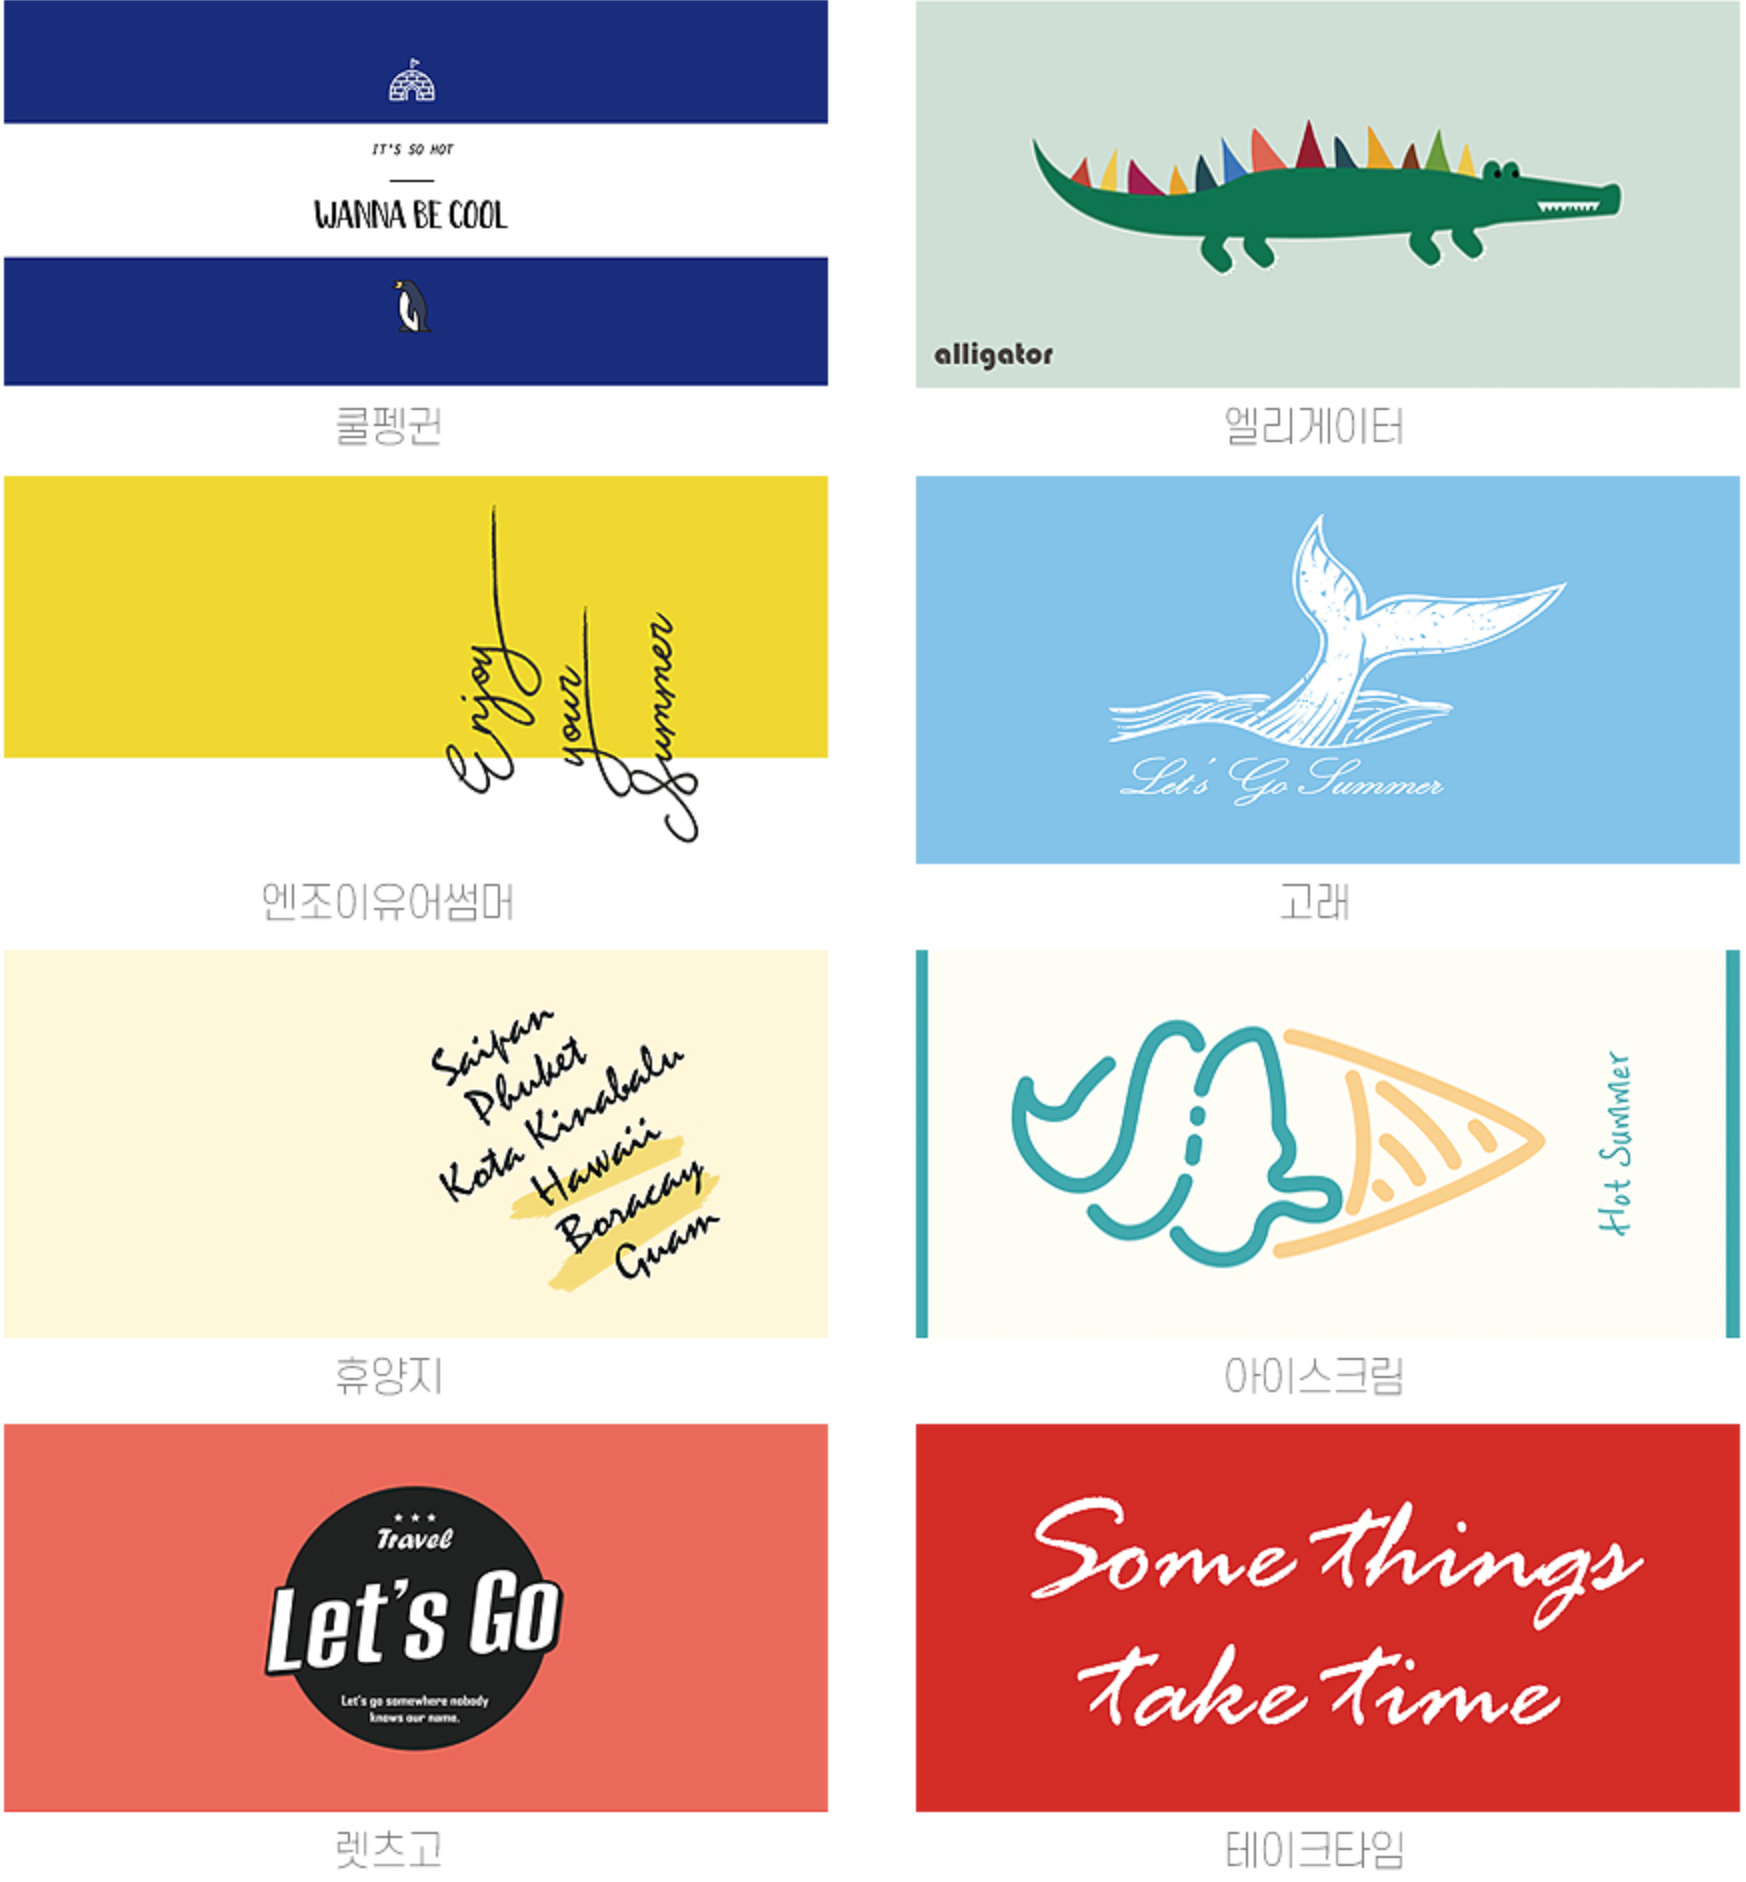 IT'S SO HOT
WANNA BE COOL
쿨펭귄
alligator
엘리게이터
Enjoy
your
Summer
엔조이유어썸머
Let's Go Summer
고래
Saipan
Phuket
Kota Kinabalu
Hawaii
Boracay
Guam
휴양지
Hot Summer
아이스크림
Travel
Let's Go
Let's go somewhere nobody
knows our name.
렛츠고
Some things
take time
테이크타임